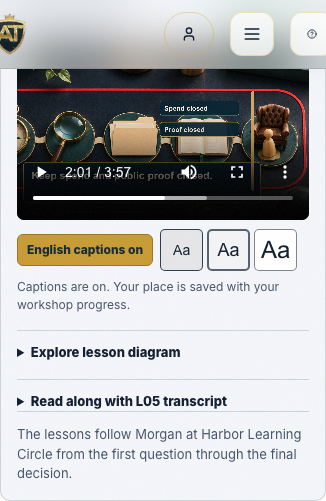 AT
Spend closed
Proof closed
Keep spend and public proof closed.
2:01 / 3:57
English captions on
Aa
Aa
Aa
Captions are on. Your place is saved with your
workshop progress.
Explore lesson diagram
Read along with L05 transcript
The lessons follow Morgan at Harbor Learning
Circle from the first question through the final
decision.